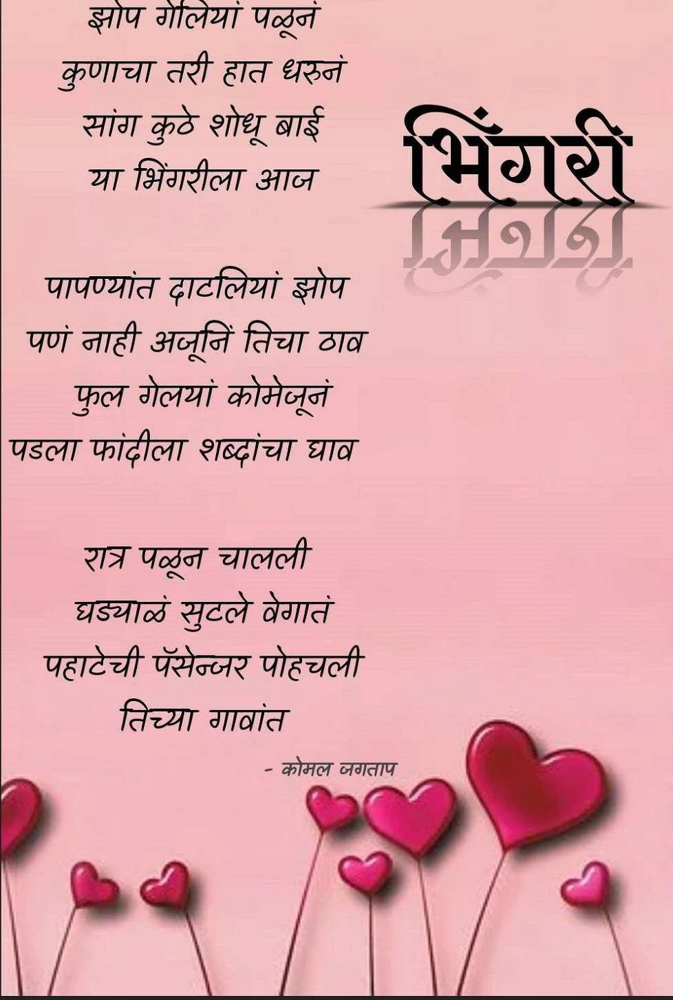 झोप गेलियां पळूनं
कुणाचा तरी हात धरुनं
सांग कुठे शोधू बाई
या भिंगरीला आज
भिंगरी
पापण्यांत दाटलियां झोप
पणं नाही अजूनिं तिचा ठाव
फुल गेलयां कोमेजूनं
पडला फांदीला शब्दांचा घाव
रात्र पळून चालली
घड्याळं सुटले वेगातं
पहाटेची पॅसेन्जर पोहचली
तिच्या गावांत
- कोमल जगताप